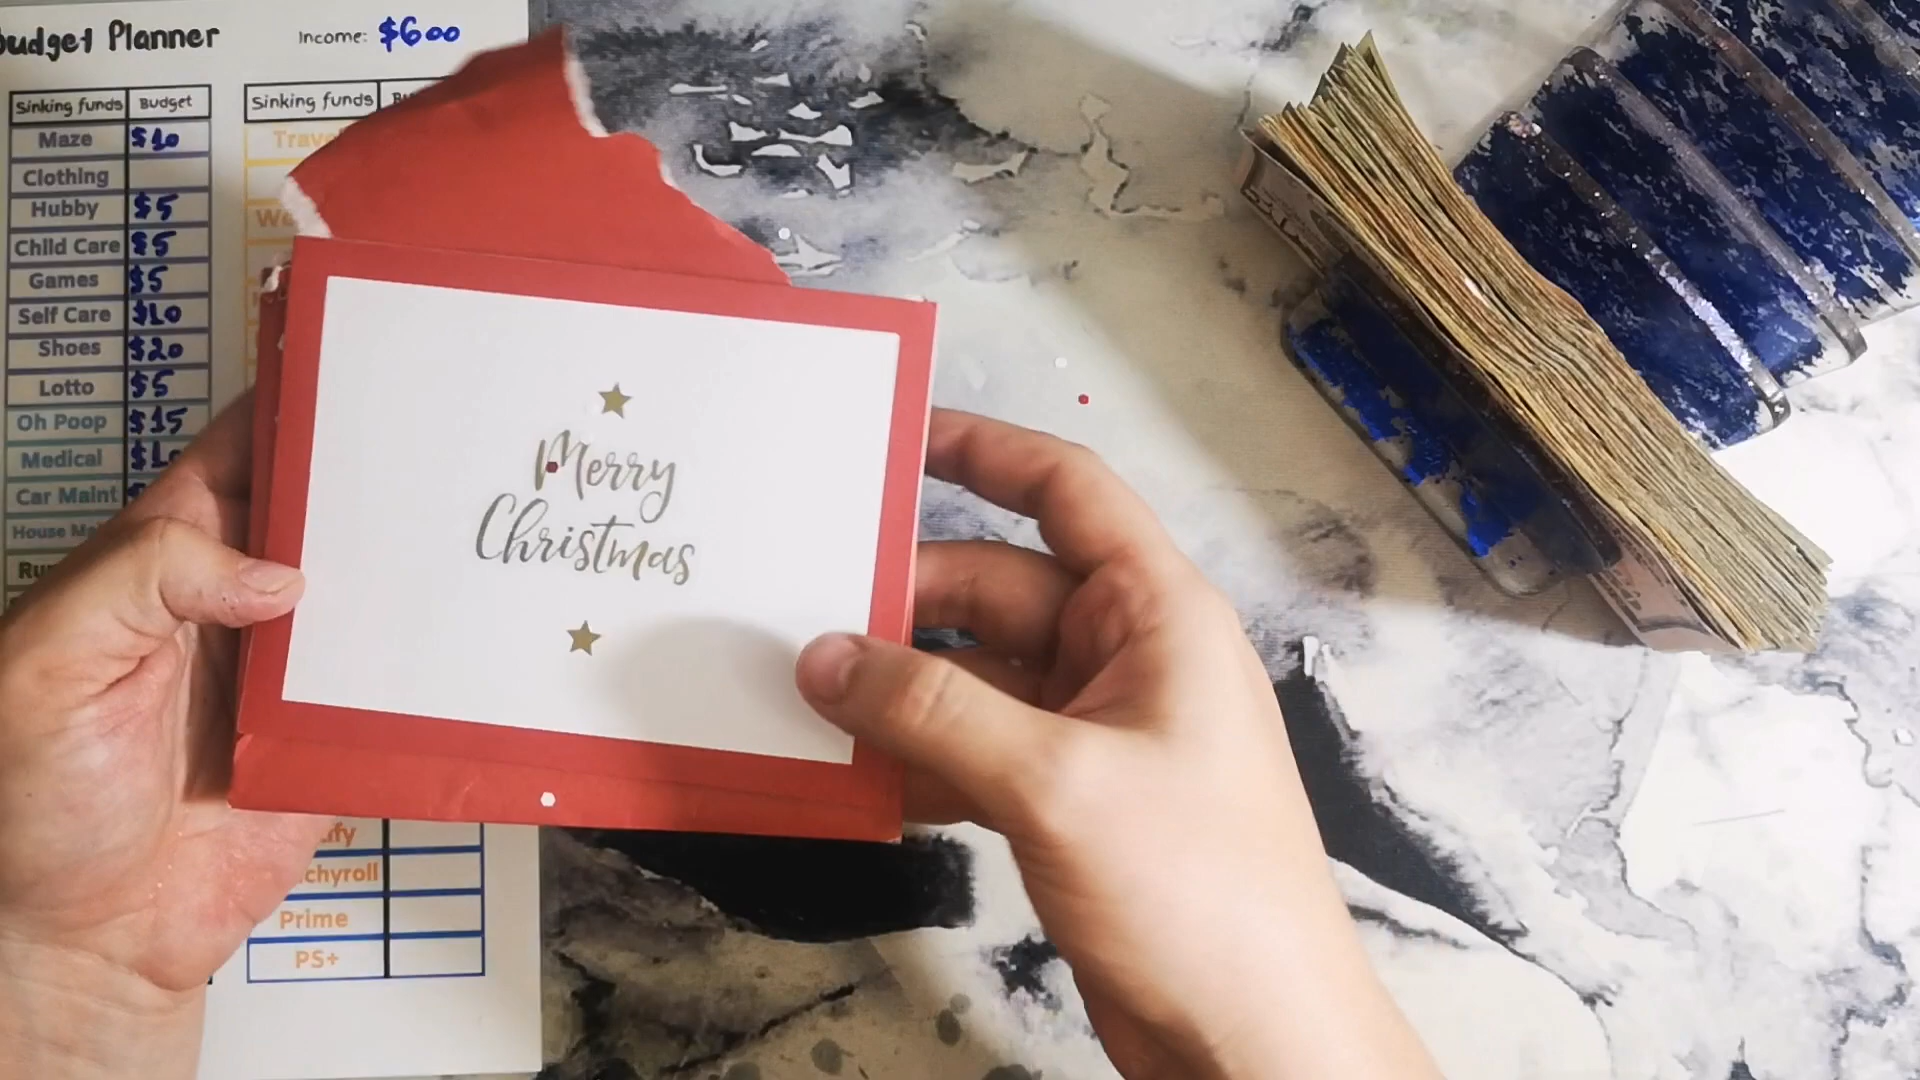 Budget Planner
Income: $600
Sinking funds Budget
Maze $10
Clothing
Hubby $5
Child Care $5
Games $5
Self Care $10
Shoes $20
Lotto $5
Oh Poop $15
Medical
Car Maint
House
Sinking funds
Merry
Christmas
Prime
PS+